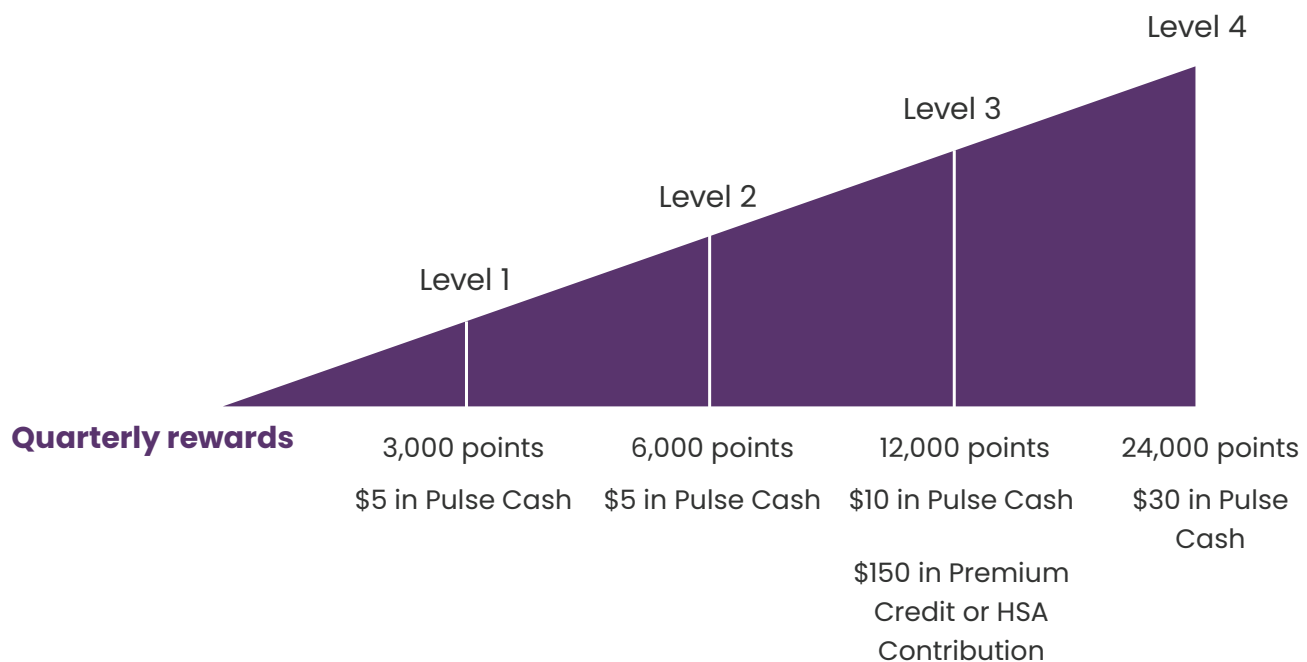 Level 4
Level 3
Level 2
Level 1
Quarterly rewards
3,000 points
6,000 points
12,000 points
24,000 points
$5 in Pulse Cash
$5 in Pulse Cash
$10 in Pulse Cash
$30 in Pulse
Cash
$150 in Premium
Credit or HSA
Contribution